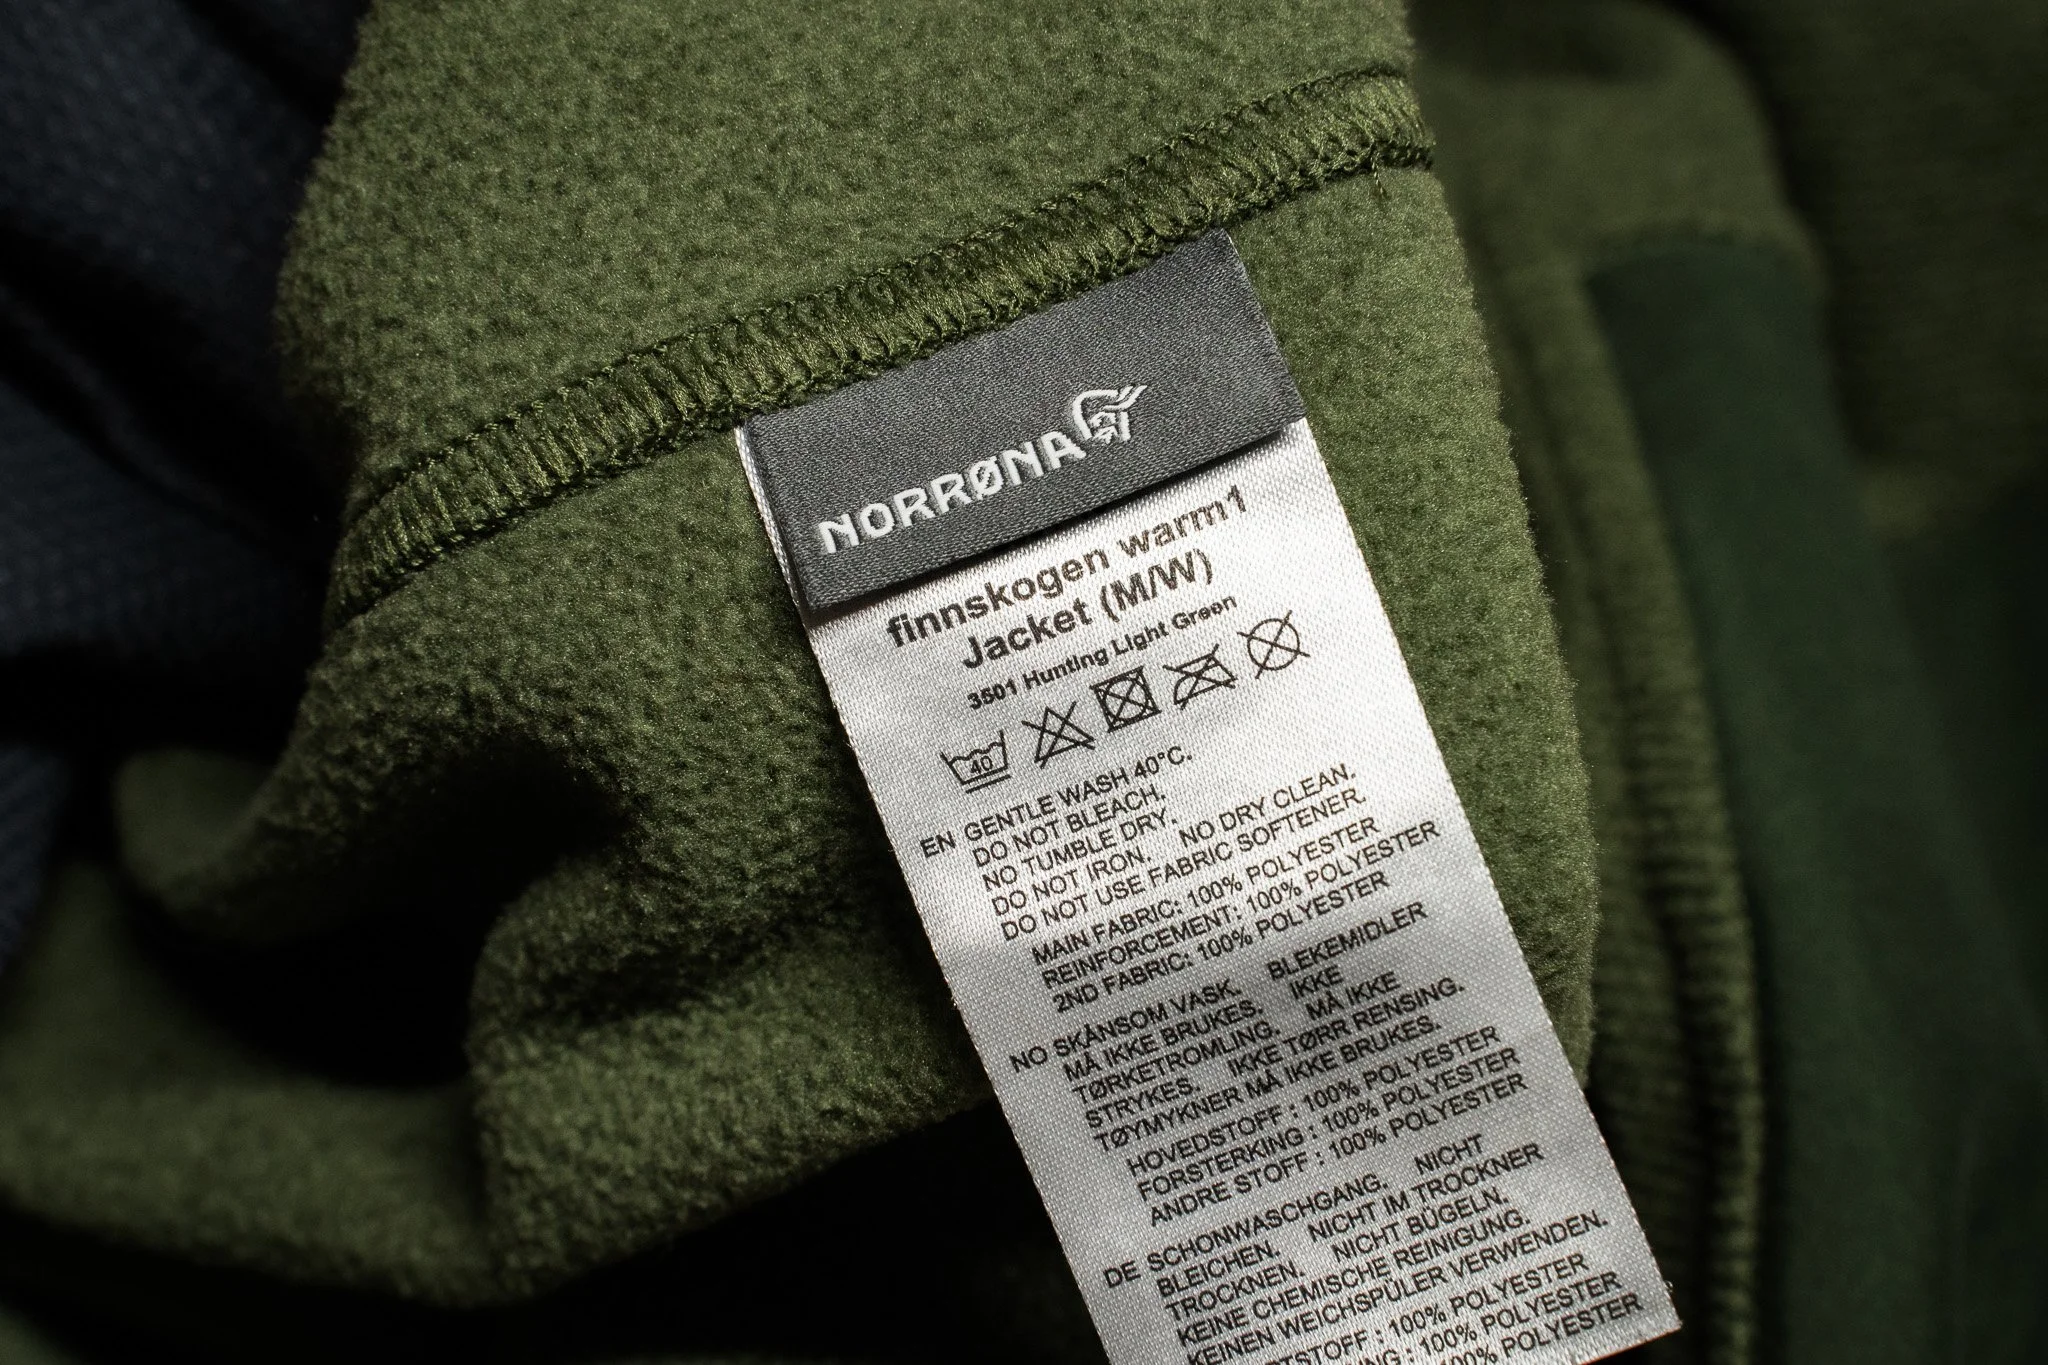 NORRØNA
finnskogen warm1
Jacket (M/W)
3501 Hunting Light Green
40
EN GENTLE WASH 40°C.
DO NOT BLEACH.
NO TUMBLE DRY.
DO NOT IRON. NO DRY CLEAN.
DO NOT USE FABRIC SOFTENER.
MAIN FABRIC: 100% POLYESTER
REINFORCEMENT: 100% POLYESTER
2ND FABRIC: 100% POLYESTER
NO SKÅNSOM VASK. BLEKEMIDLER
MÅ IKKE BRUKES. IKKE
TØRKETROMLING. MÅ IKKE
STRYKES. IKKE TØRR RENSING.
TØYMYKNER MÅ IKKE BRUKES.
HOVEDSTOFF : 100% POLYESTER
FORSTERKING : 100% POLYESTER
ANDRE STOFF : 100% POLYESTER
DE SCHONWASCHGANG. NICHT
BLEICHEN. NICHT IM TROCKNER
TROCKNEN. NICHT BÜGELN.
KEINE CHEMISCHE REINIGUNG.
KEINEN WEICHSPÜLER VERWENDEN.
: 100% POLYESTER
: 100% POLYESTER
100% POLYESTER